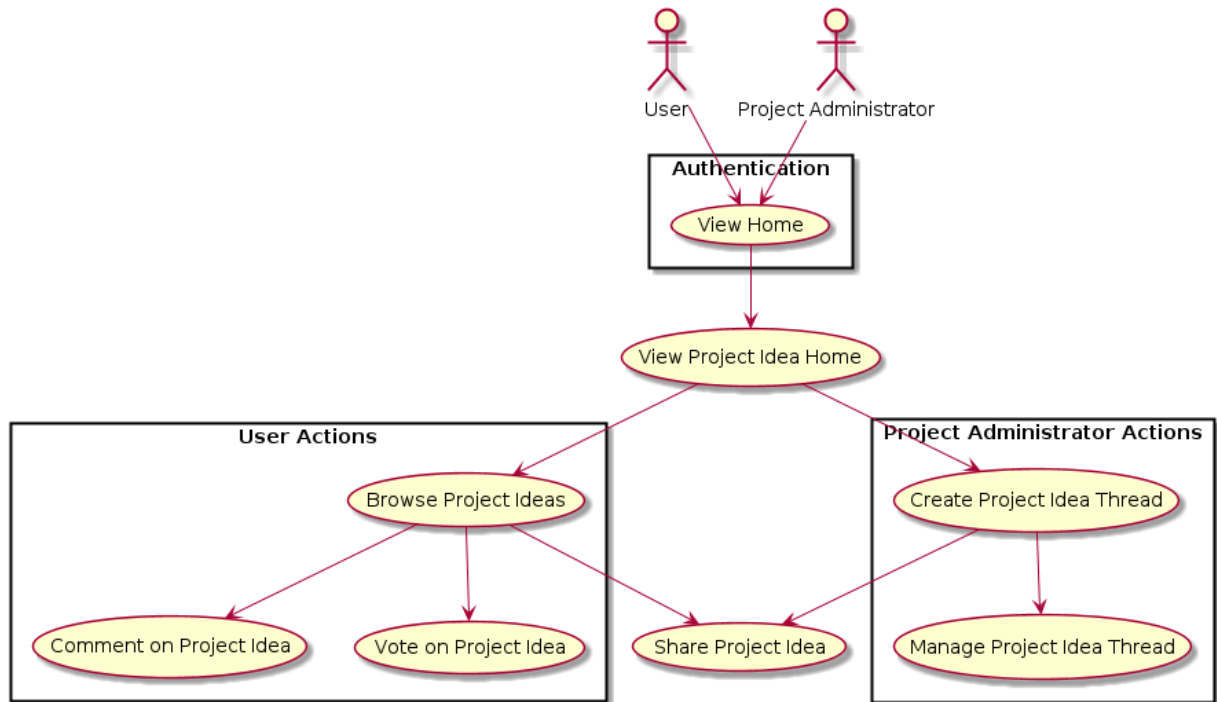 User
Project Administrator
Authentication
View Home
View Project Idea Home
User Actions
Project Administrator Actions
Browse Project Ideas
Create Project Idea Thread
Comment on Project Idea
Vote on Project Idea
Share Project Idea
Manage Project Idea Thread